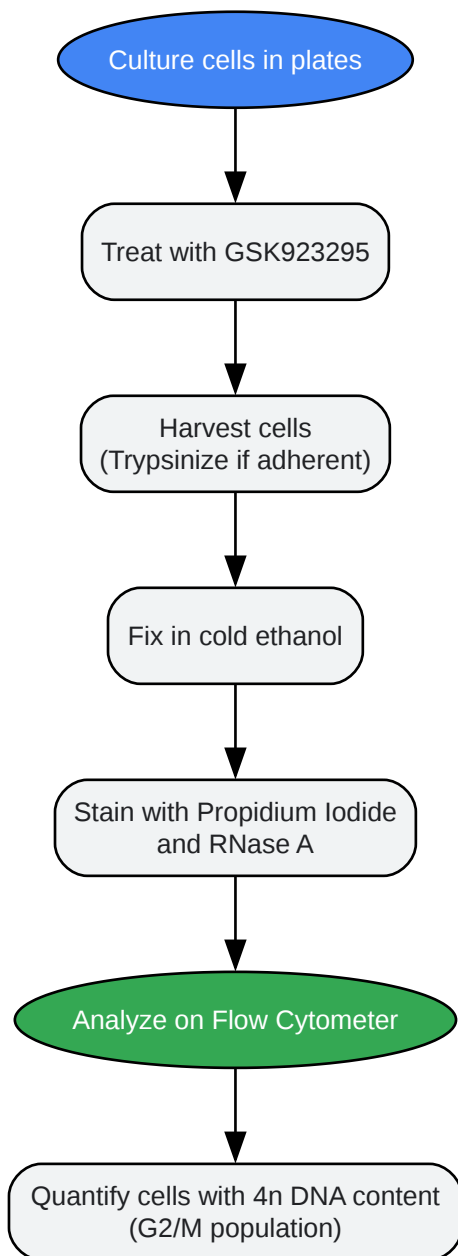 Culture cells in plates
Treat with GSK923295
Harvest cells
(Trypsinize if adherent)
Fix in cold ethanol
Stain with Propidium Iodide
and RNase A
Analyze on Flow Cytometer
Quantify cells with 4n DNA content
(G2/M population)